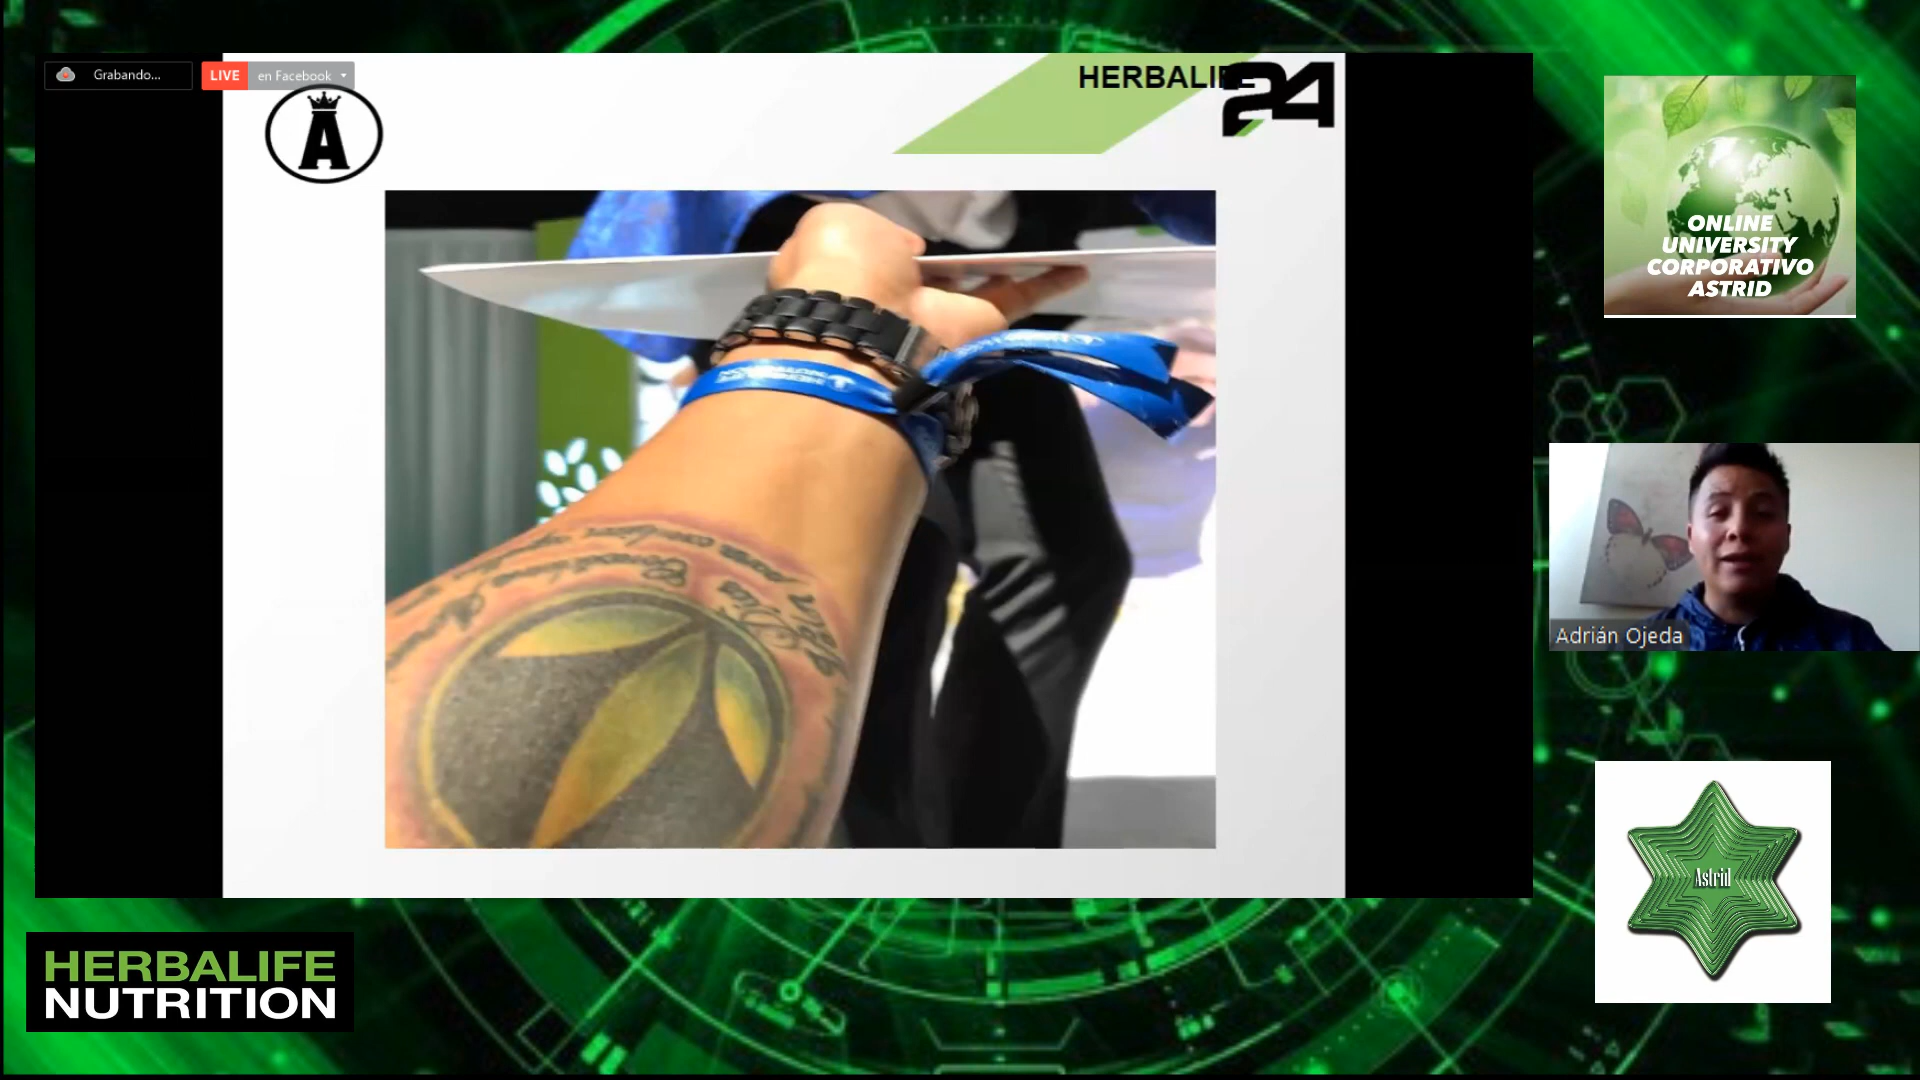 Grabando...
LIVE en Facebook
A
HERBALIFE
24
ONLINE
UNIVERSITY
CORPORATIVO
ASTRID
Adrián Ojeda
Astrid
HERBALIFE
NUTRITION